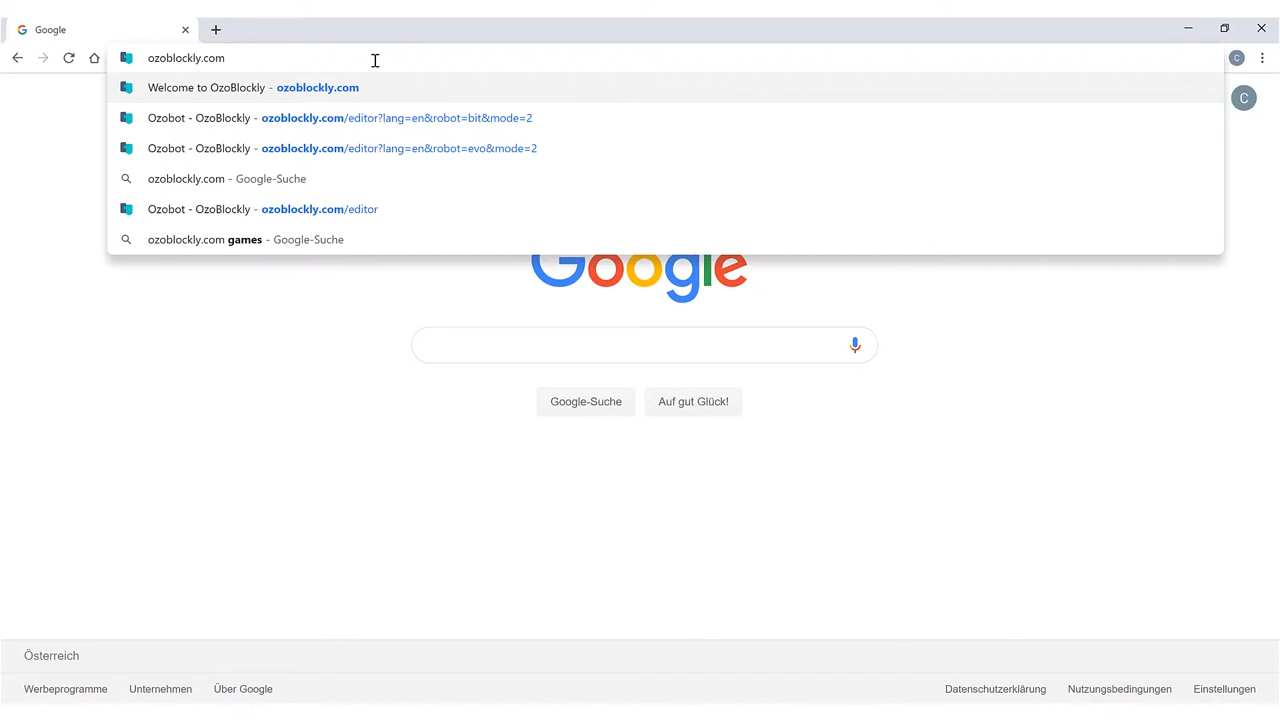 Google
ozoblockly.com
C
Welcome to OzoBlockly - ozoblockly.com
C
Ozobot - OzoBlockly - ozoblockly.com/editor?lang=en&robot=bit&mode=2
Ozobot - OzoBlockly - ozoblockly.com/editor?lang=en&robot=evo&mode=2
ozoblockly.com - Google-Suche
Ozobot - OzoBlockly - ozoblockly.com/editor
ozoblockly.com games - Google-Suche
Google
Google-Suche
Auf gut Glück!
Österreich
Werbeprogramme Unternehmen Über Google Datenschutzerklärung Nutzungsbedingungen Einstellungen